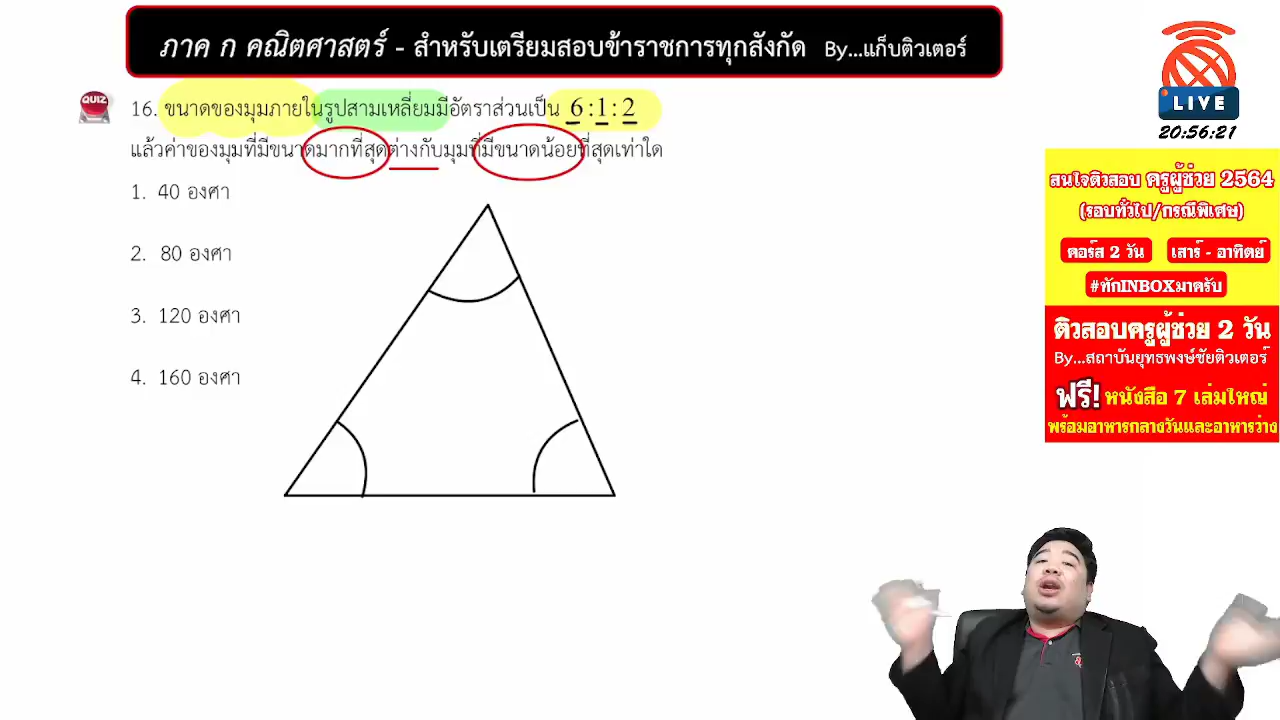 ภาค ก คณิตศาสตร์ - สำหรับเตรียมสอบข้าราชการทุกสังกัด By...แก็บติวเตอร์
LIVE
20:56:21
QUIZ
16. ขนาดของมุมภายในรูปสามเหลี่ยมมีอัตราส่วนเป็น 6:1:2
แล้วค่าของมุมที่มีขนาดมากที่สุดต่างกับมุมที่มีขนาดน้อยที่สุดเท่าใด
1. 40 องศา
2. 80 องศา
3. 120 องศา
4. 160 องศา
สนใจติวสอบ ครูผู้ช่วย 2564
(รอบทั่วไป/กรณีพิเศษ)
คอร์ส 2 วัน เสาร์ - อาทิตย์
#ทักINBOXมาครับ
ติวสอบครูผู้ช่วย 2 วัน
By...สถาบันยุทธพงษ์ชัยติวเตอร์
ฟรี! หนังสือ 7 เล่มใหญ่
พร้อมอาหารกลางวันและอาหารว่าง